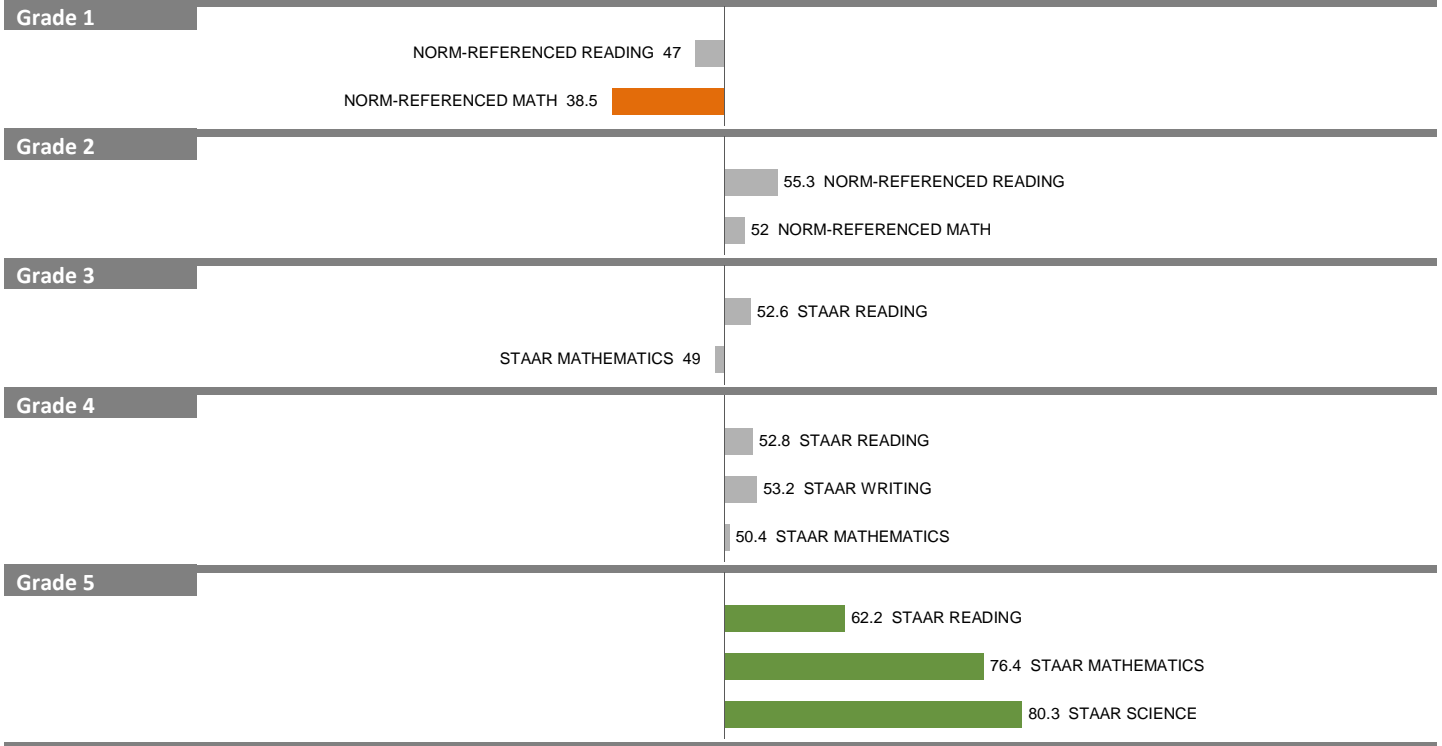 Grade 1
NORM-REFERENCED READING 47
NORM-REFERENCED MATH 38.5
Grade 2
55.3 NORM-REFERENCED READING
52 NORM-REFERENCED MATH
Grade 3
52.6 STAAR READING
STAAR MATHEMATICS 49
Grade 4
52.8 STAAR READING
53.2 STAAR WRITING
50.4 STAAR MATHEMATICS
Grade 5
62.2 STAAR READING
76.4 STAAR MATHEMATICS
80.3 STAAR SCIENCE